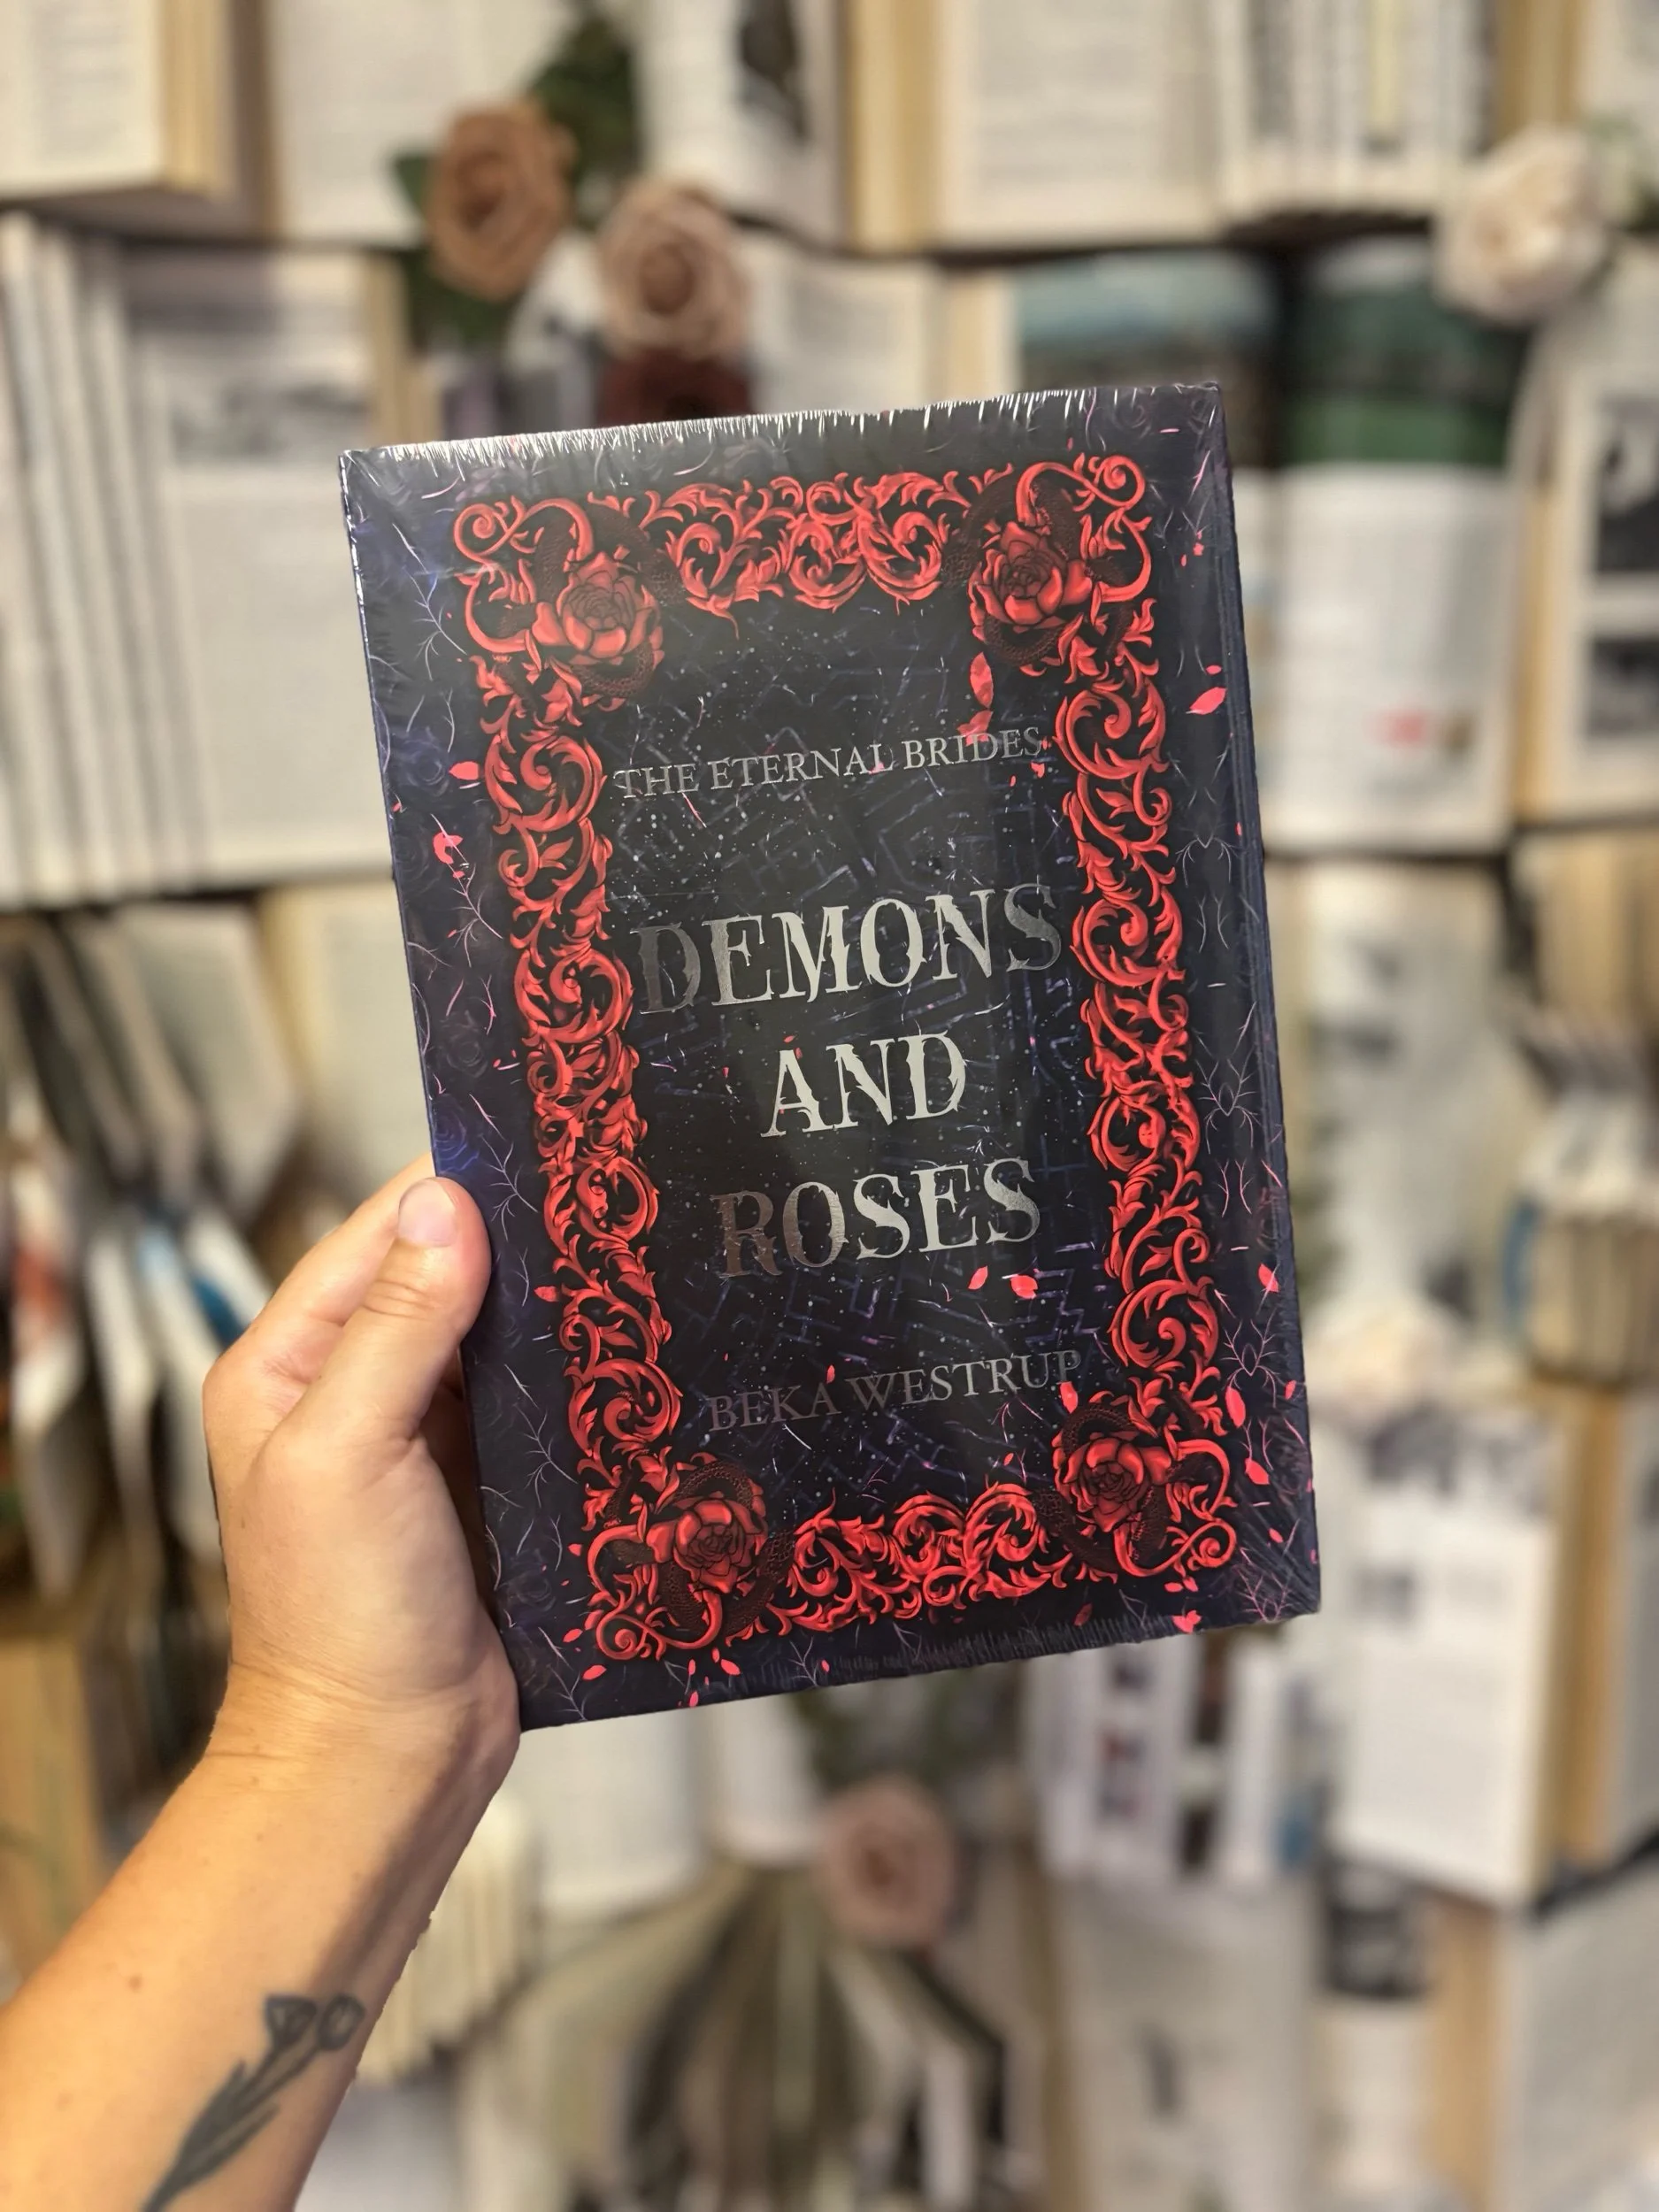 THE ETERNAL BRIDES
DEMONS
AND
ROSES
BEKA WESTRUP